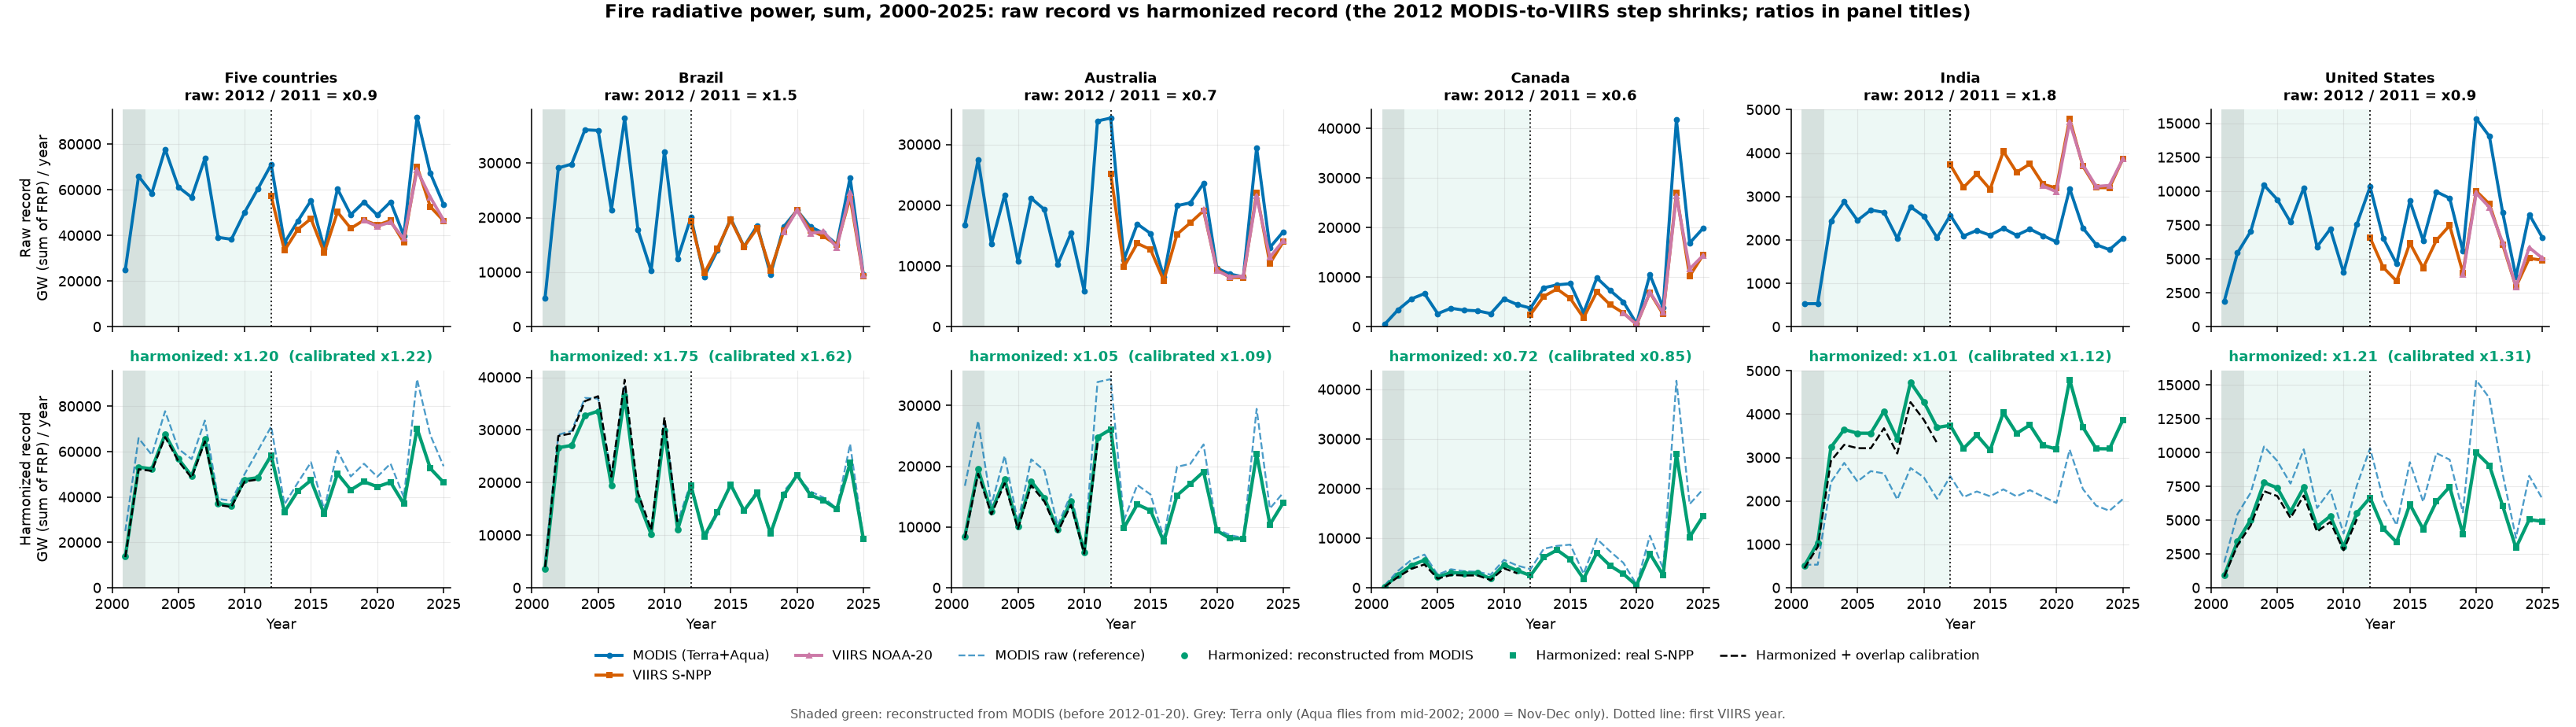 Fire radiative power, sum, 2000-2025: raw record vs harmonized record (the 2012 MODIS-to-VIIRS step shrinks; ratios in panel titles)
Five countries
raw: 2012 / 2011 = x0.9
Brazil
raw: 2012 / 2011 = x1.5
Australia
raw: 2012 / 2011 = x0.7
Canada
raw: 2012 / 2011 = x0.6
India
raw: 2012 / 2011 = x1.8
United States
raw: 2012 / 2011 = x0.9
Raw record
GW (sum of FRP) / year
80000
60000
40000
20000
0
30000
20000
10000
0
30000
20000
10000
0
40000
30000
20000
10000
0
5000
4000
3000
2000
1000
0
15000
12500
10000
7500
5000
2500
0
harmonized: x1.20 (calibrated x1.22)
harmonized: x1.75 (calibrated x1.62)
harmonized: x1.05 (calibrated x1.09)
harmonized: x0.72 (calibrated x0.85)
harmonized: x1.01 (calibrated x1.12)
harmonized: x1.21 (calibrated x1.31)
Harmonized record
GW (sum of FRP) / year
80000
60000
40000
20000
0
40000
30000
20000
10000
0
30000
20000
10000
0
40000
30000
20000
10000
0
5000
4000
3000
2000
1000
0
15000
12500
10000
7500
5000
2500
0
2000 2005 2010 2015 2020 2025
2000 2005 2010 2015 2020 2025
2000 2005 2010 2015 2020 2025
2000 2005 2010 2015 2020 2025
2000 2005 2010 2015 2020 2025
2000 2005 2010 2015 2020 2025
Year
Year
Year
Year
Year
Year
MODIS (Terra+Aqua)
VIIRS S-NPP
VIIRS NOAA-20
MODIS raw (reference)
Harmonized: reconstructed from MODIS
Harmonized: real S-NPP
Harmonized + overlap calibration
Shaded green: reconstructed from MODIS (before 2012-01-20). Grey: Terra only (Aqua flies from mid-2002; 2000 = Nov-Dec only). Dotted line: first VIIRS year.